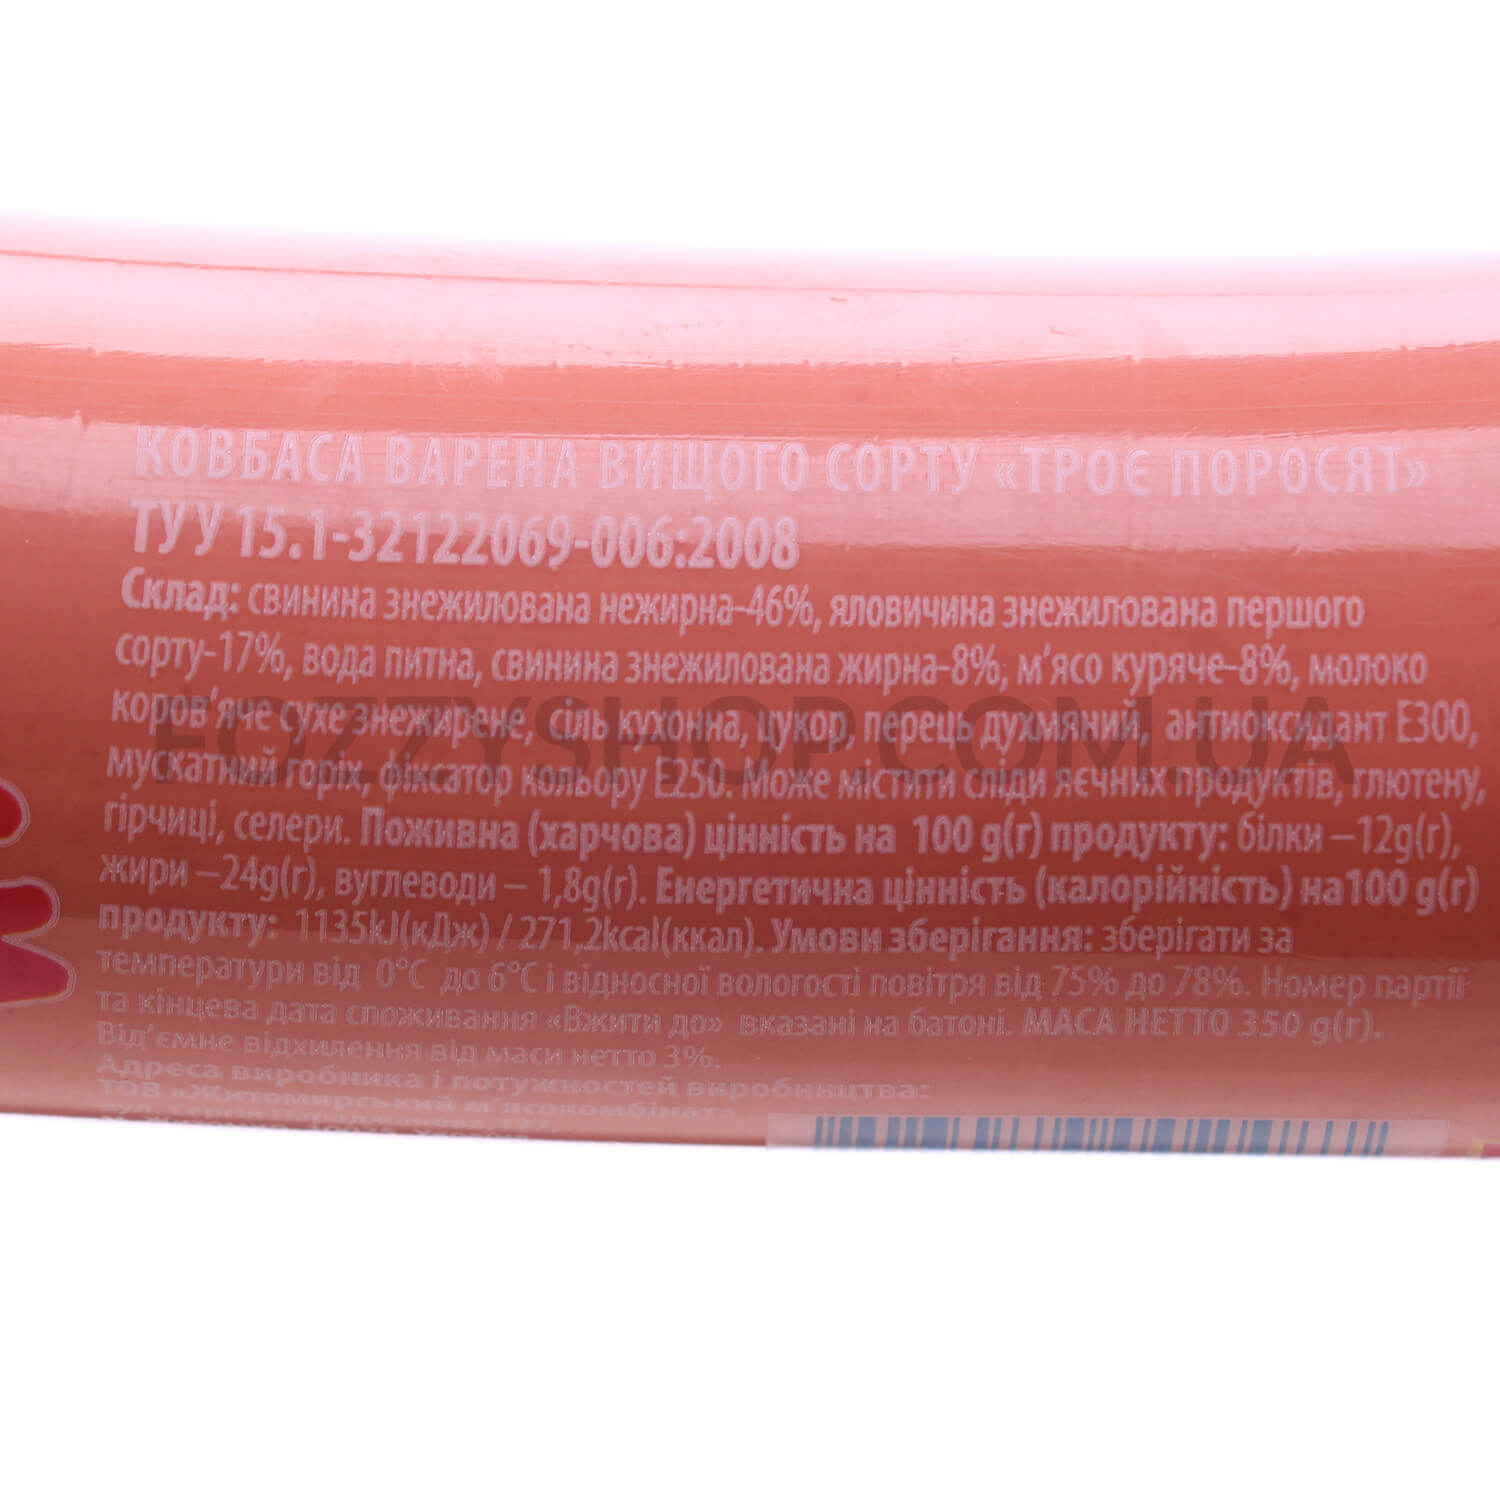 КОВБАСА ВАРЕНА ВИЩОГО СОРТУ «ТРОЄ ПОРОСЯТ»
ТУ У 15.1-32122069-006:2008
Склад: свинина знежилована нежирна-46%, яловичина знежилована першого
сорту-17%, вода питна, свинина знежилована жирна-8%, м'ясо куряче-8%, молоко
FOZZYSHOP.COM.UA
коров'яче сухе знежирене, сіль кухонна, цукор, перець духмяний, антиоксидант Е300,
мускатний горіх, фіксатор кольору Е250. Може містити сліди яєчних продуктів, глютену,
гірчиці, селери. Поживна (харчова) цінність на 100 g(г) продукту: білки –12g(г),
жири –24g(г), вуглеводи – 1,8g(г). Енергетична цінність (калорійність) на100 g(г)
продукту: 1135kJ(кДж) / 271,2kcal(ккал). Умови зберігання: зберігати за
температури від 0°С до 6°С і відносної вологості повітря від 75% до 78%. Номер партії
та кінцева дата споживання «Вжити до» вказані на батоні. МАСА НЕТТО 350 g(г).
Від'ємне відхилення від маси нетто 3%.
Адреса виробника і потужностей виробництва:
ТОВ «Житомирський м'ясокомбінат»